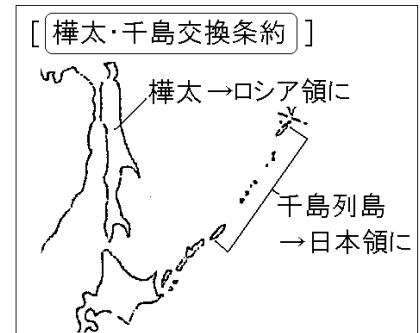 [樺太・千島交換条約]
樺太→ロシア領に
千島列島
→日本領に